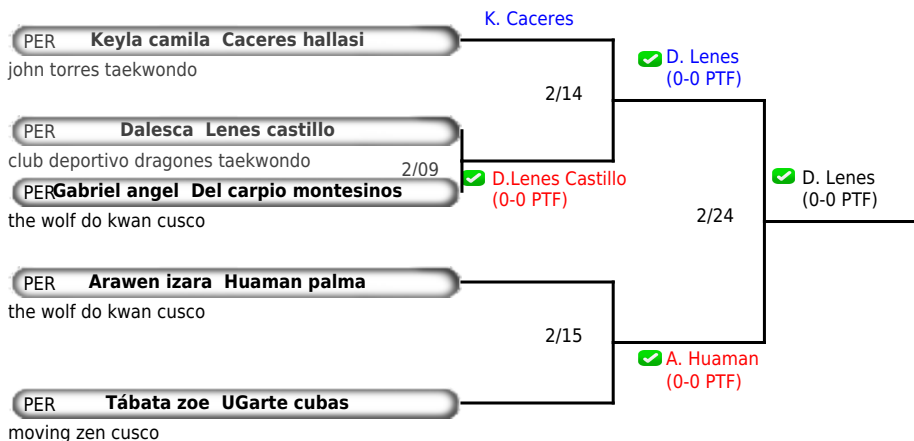 K. Caceres
PER Keyla camila Caceres hallasi
john torres taekwondo
D. Lenes
(0-0 PTF)
2/14
PER Dalesca Lenes castillo
club deportivo dragones taekwondo
2/09
PER Gabriel angel Del carpio montesinos
the wolf do kwan cusco
D.Lenes Castillo
(0-0 PTF)
D. Lenes
(0-0 PTF)
2/24
PER Arawen izara Huaman palma
the wolf do kwan cusco
2/15
A. Huaman
(0-0 PTF)
PER Tábata zoe UGarte cubas
moving zen cusco